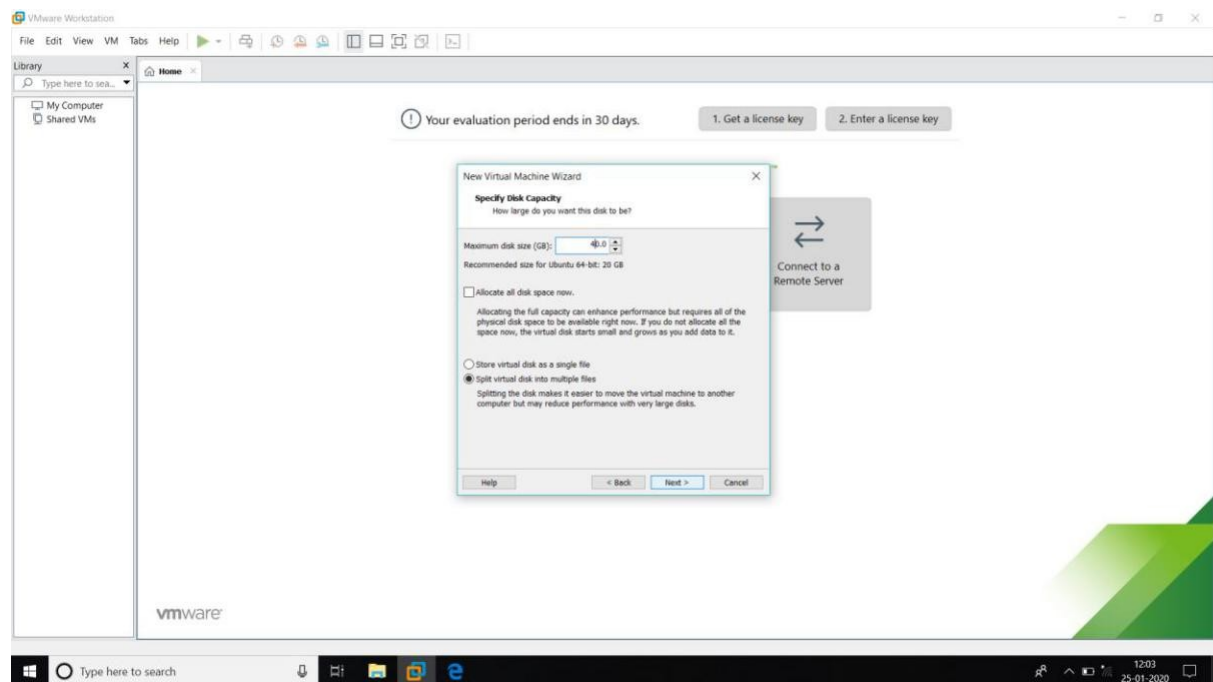 VMware Workstation
File Edit View VM Tabs Help
Library
Type here to sea...
My Computer
Shared VMs
Home
Your evaluation period ends in 30 days.
1. Get a license key
2. Enter a license key
New Virtual Machine Wizard
Specify Disk Capacity
How large do you want this disk to be?
Maximum disk size (GB): 40.0
Recommended size for Ubuntu 64-bit: 20 GB
Allocate all disk space now.
Allocating the full capacity can enhance performance but requires all of the
physical disk space to be available right now. If you do not allocate all the
space now, the virtual disk starts small and grows as you add data to it.
Store virtual disk as a single file
Split virtual disk into multiple files
Splitting the disk makes it easier to move the virtual machine to another
computer but may reduce performance with very large disks.
Help
< Back
Next >
Cancel
Connect to a
Remote Server
vmware
Type here to search
12:03
25-01-2020